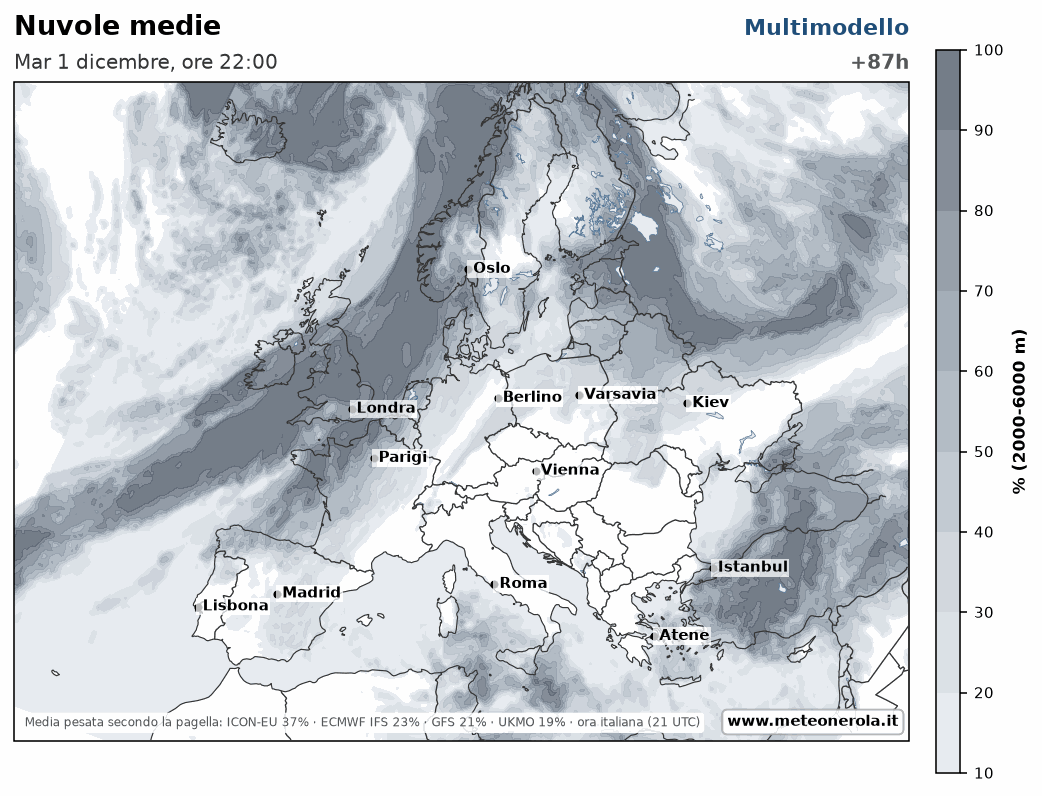 Nuvole medie
Multimodello
Mar 1 dicembre, ore 22:00
+87h
100
90
80
70
60
50
40
30
20
10
% (2000-6000 m)
Oslo
Berlino
Varsavia
Kiev
Londra
Parigi
Vienna
Istanbul
Roma
Madrid
Lisbona
Atene
Media pesata secondo la pagella: ICON-EU 37% · ECMWF IFS 23% · GFS 21% · UKMO 19% · ora italiana (21 UTC)
www.meteonerola.it